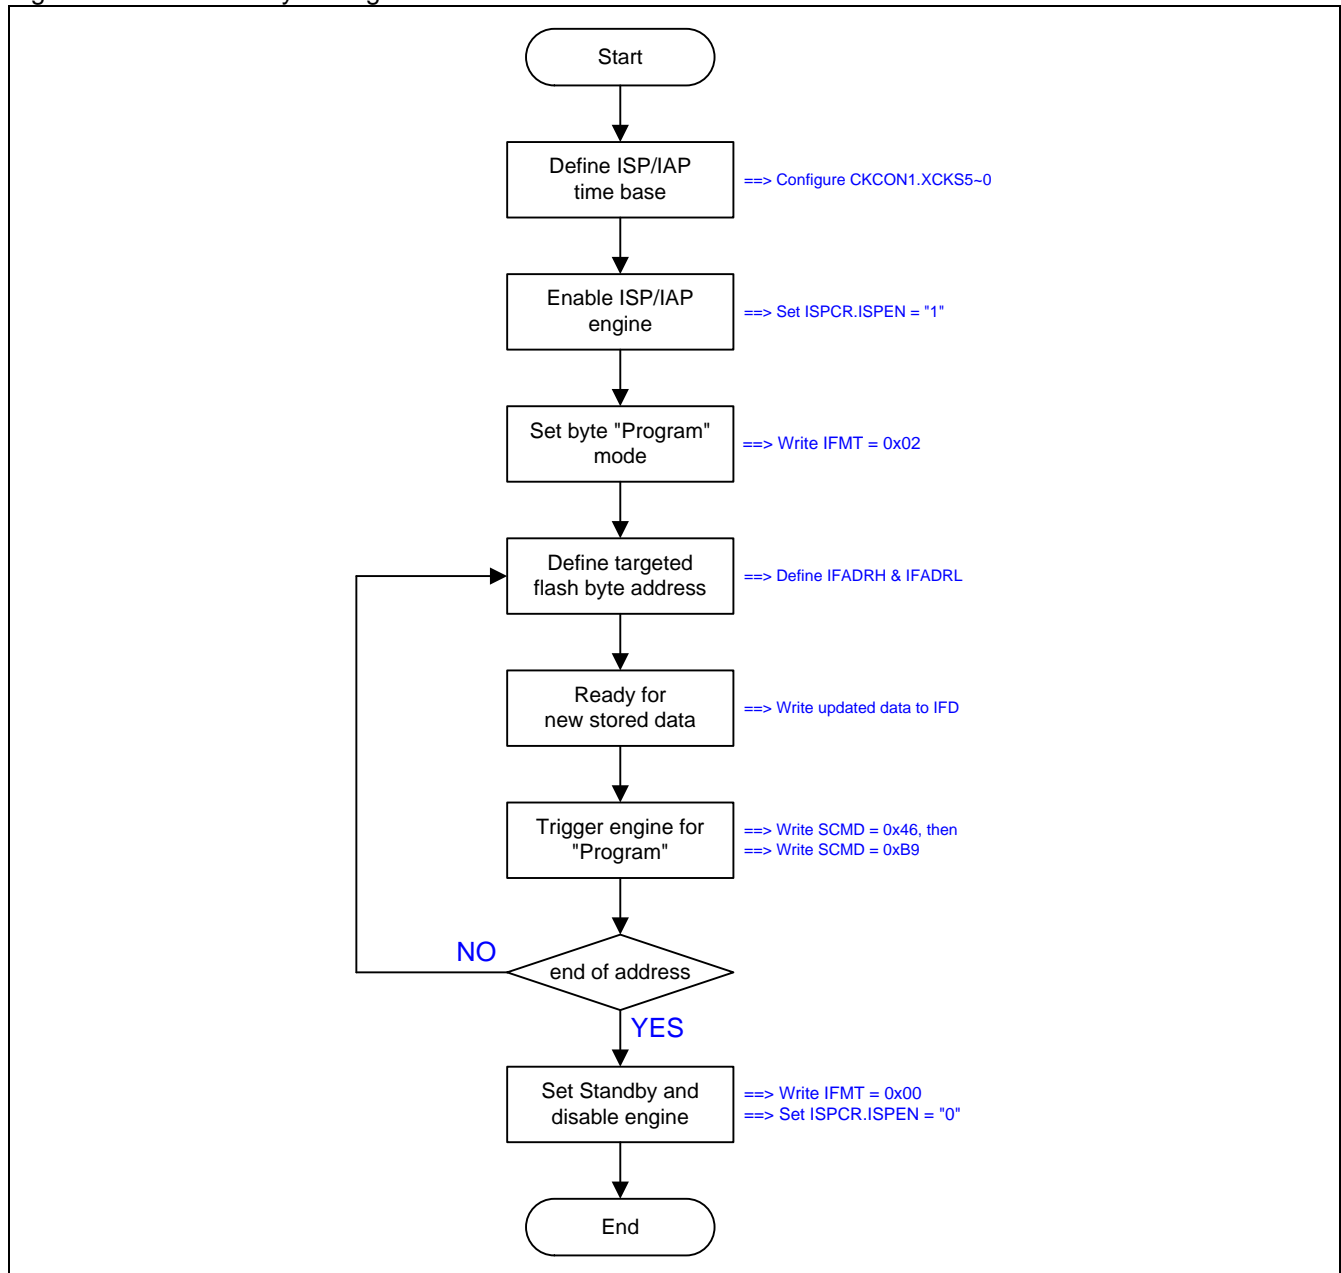 Start
Define ISP/IAP
time base
==> Configure CKCON1.XCKS5~0
Enable ISP/IAP
engine
==> Set ISPCR.ISPEN = "1"
Set byte "Program"
mode
==> Write IFMT = 0x02
Define targeted
flash byte address
==> Define IFADRH & IFADRL
Ready for
new stored data
==> Write updated data to IFD
Trigger engine for
"Program"
==> Write SCMD = 0x46, then
==> Write SCMD = 0xB9
NO
end of address
YES
Set Standby and
disable engine
==> Write IFMT = 0x00
==> Set ISPCR.ISPEN = "0"
End